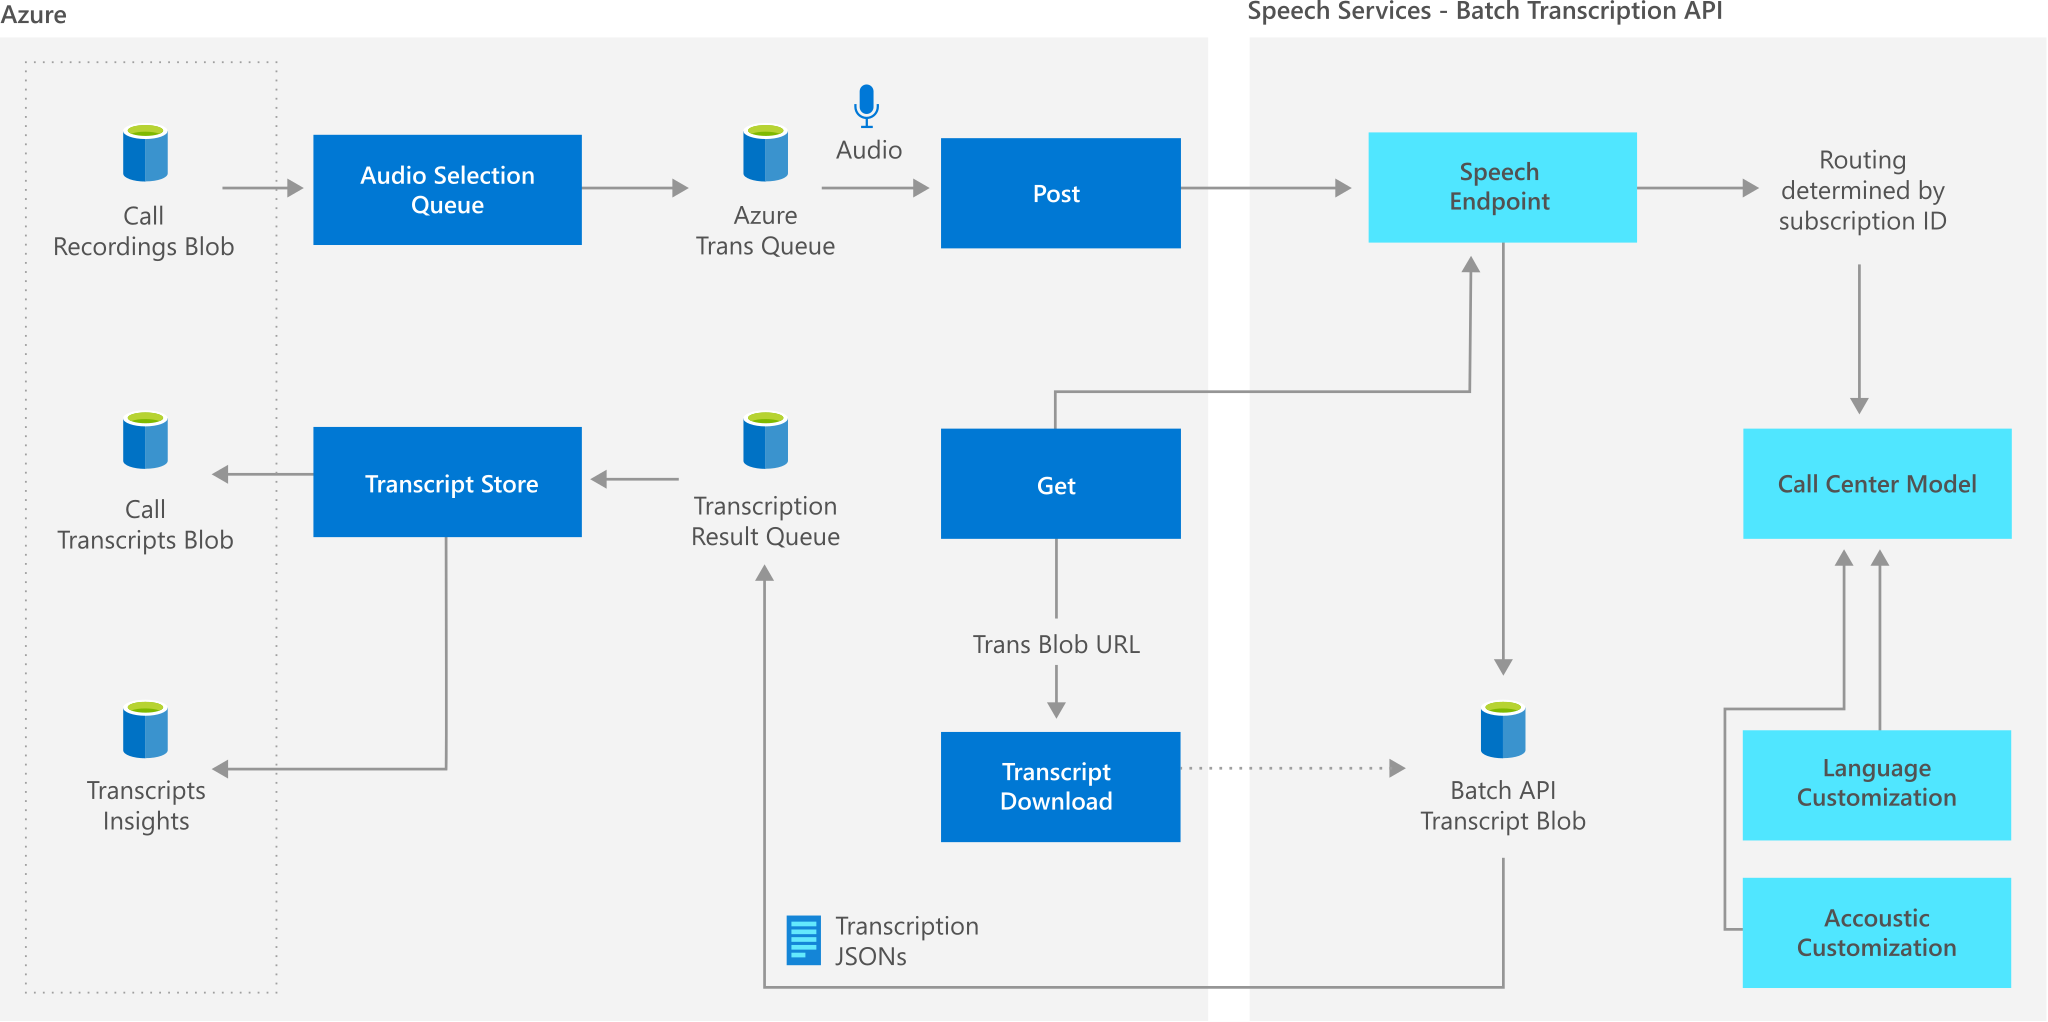 Azure
Speech Services - Batch Transcription API
Audio
Call
Recordings Blob
Audio Selection
Queue
Azure
Trans Queue
Post
Speech
Endpoint
Routing
determined by
subscription ID
Call
Transcripts Blob
Transcript Store
Transcription
Result Queue
Get
Call Center Model
Trans Blob URL
Transcripts
Insights
Transcript
Download
Batch API
Transcript Blob
Language
Customization
Transcription
JSONs
Accoustic
Customization